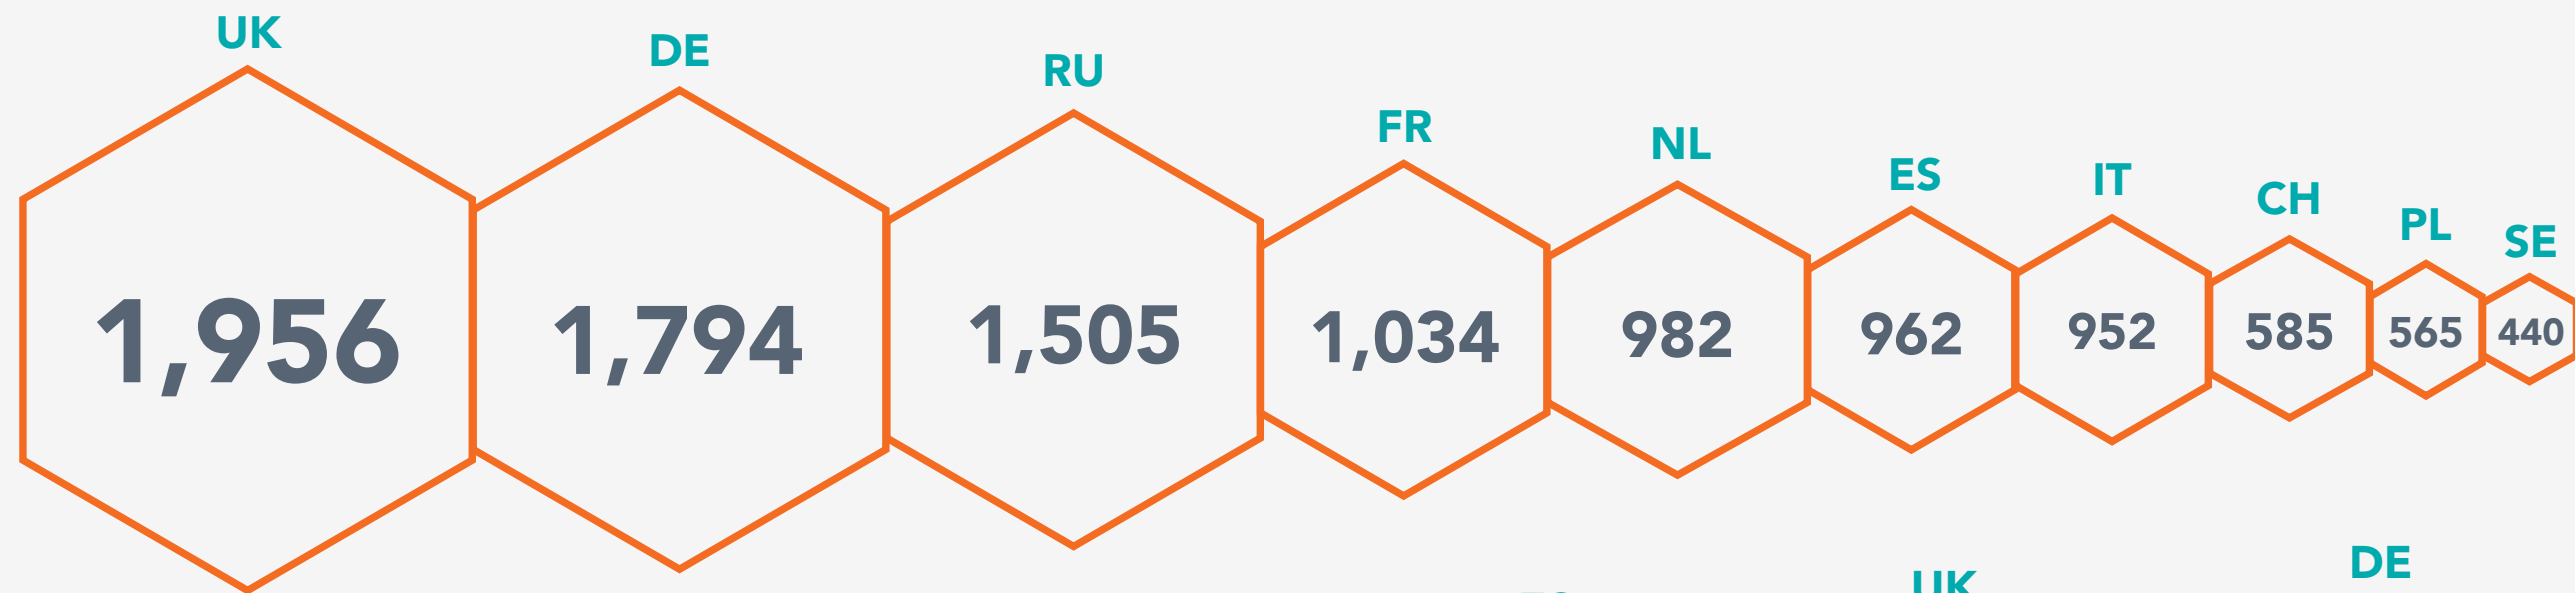 UK
DE
RU
FR
NL
ES
IT
CH
PL
SE
1,956
1,794
1,505
1,034
982
962
952
585
565
440
DE
UK